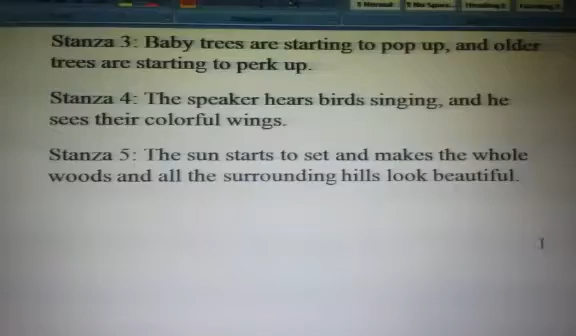 Stanza 3: Baby trees are starting to pop up, and older
trees are starting to perk up.
Stanza 4: The speaker hears birds singing, and he
sees their colorful wings.
Stanza 5: The sun starts to set and makes the whole
woods and all the surrounding hills look beautiful.